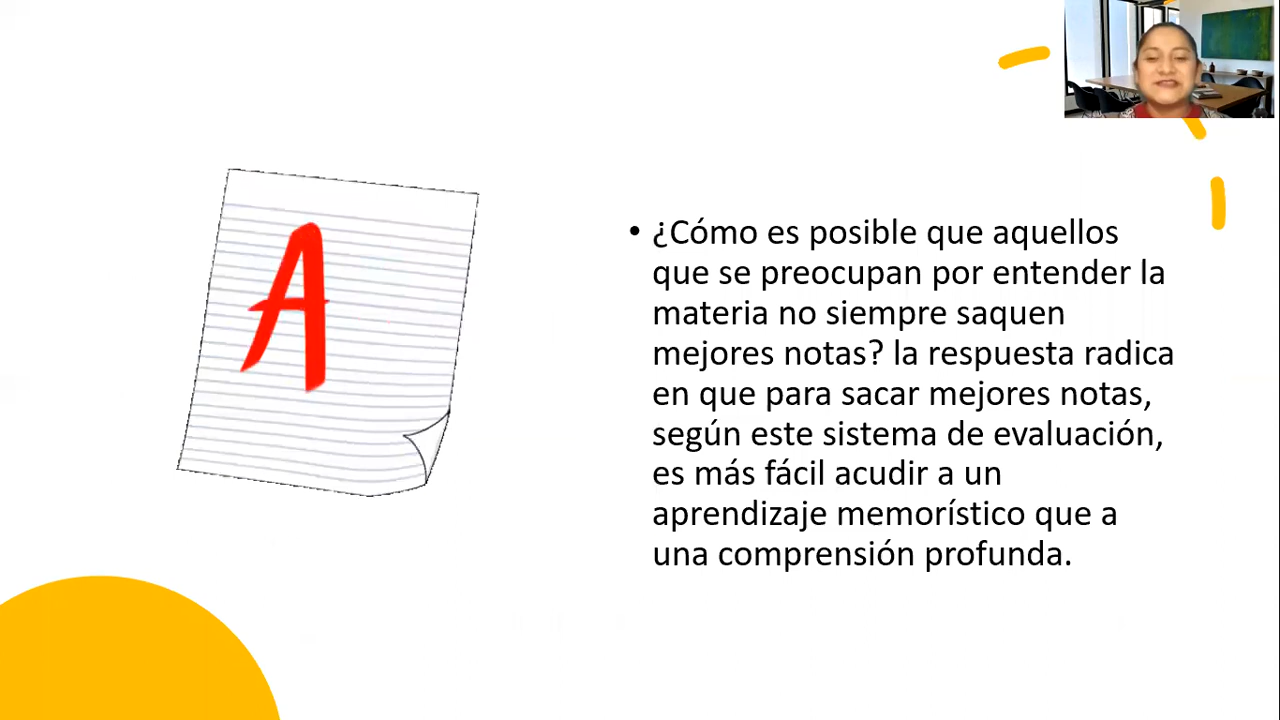 A
• ¿Cómo es posible que aquellos
que se preocupan por entender la
materia no siempre saquen
mejores notas? la respuesta radica
en que para sacar mejores notas,
según este sistema de evaluación,
es más fácil acudir a un
aprendizaje memorístico que a
una comprensión profunda.